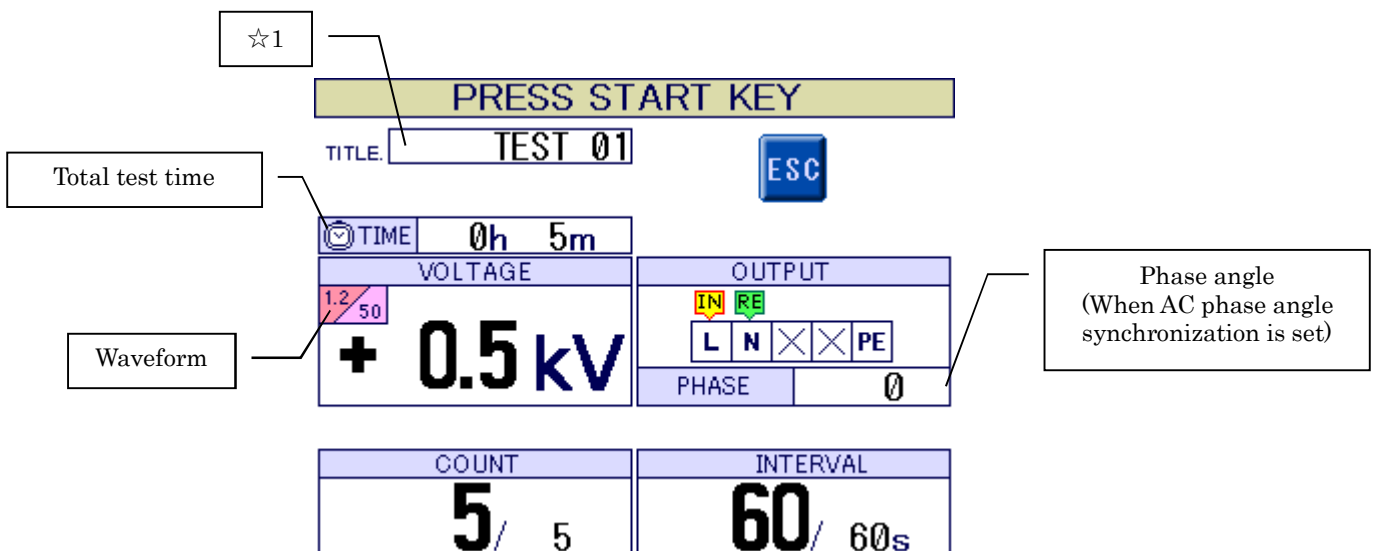 ☆1
PRESS START KEY
TITLE. TEST 01
ESC
Total test time
TIME 0h 5m
VOLTAGE
1.2/50
+ 0.5 kV
Waveform
OUTPUT
IN RE
L N PE
PHASE 0
Phase angle
(When AC phase angle
synchronization is set)
COUNT
5/ 5
INTERVAL
60/ 60s